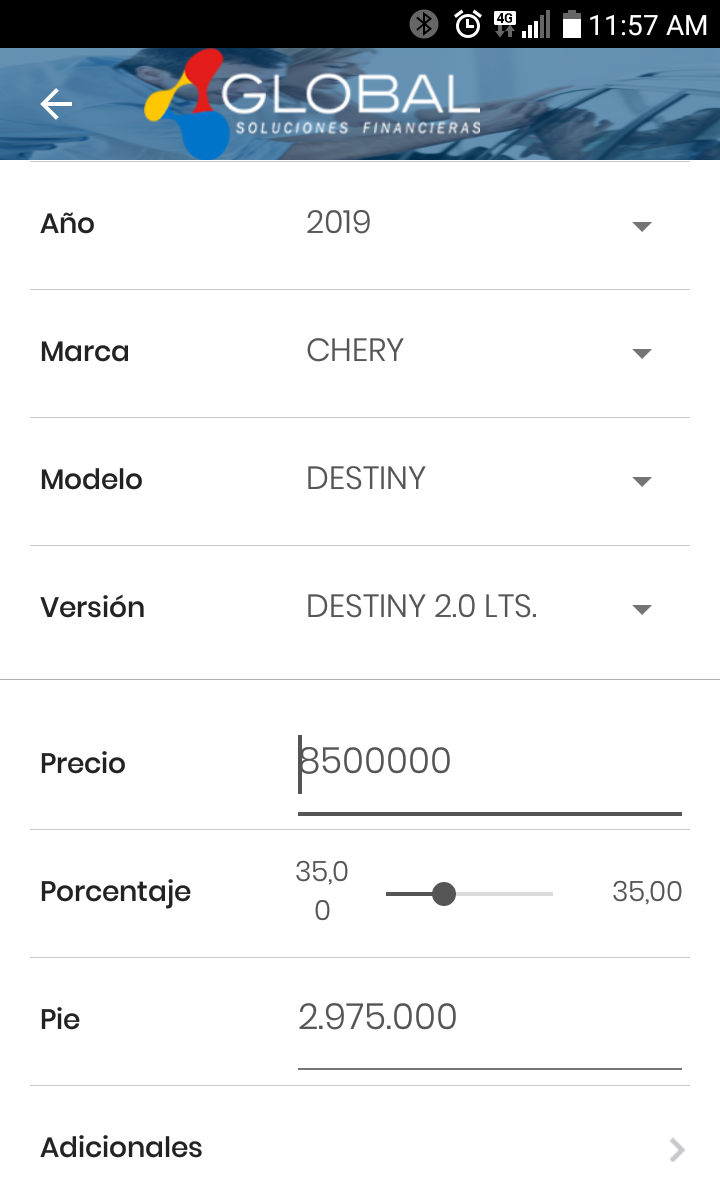 4G 11:57 AM
GLOBAL
SOLUCIONES FINANCIERAS
Año 2019
Marca CHERY
Modelo DESTINY
Versión DESTINY 2.0 LTS.
Precio 8500000
Porcentaje 35,0
0 35,00
Pie 2.975.000
Adicionales